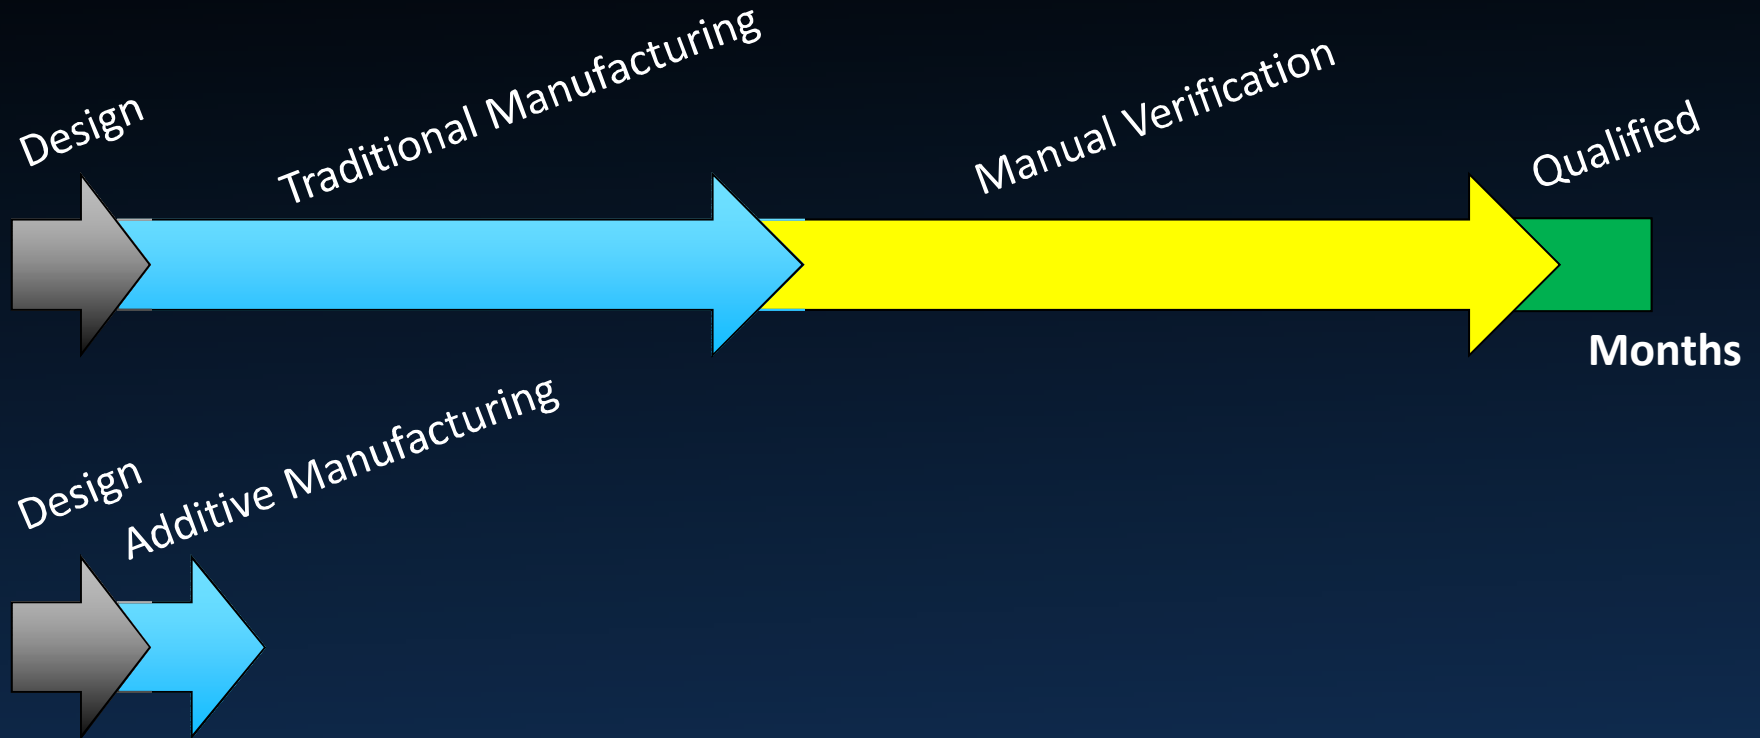 Design
Traditional Manufacturing
Manual Verification
Qualified
Months
Design
Additive Manufacturing